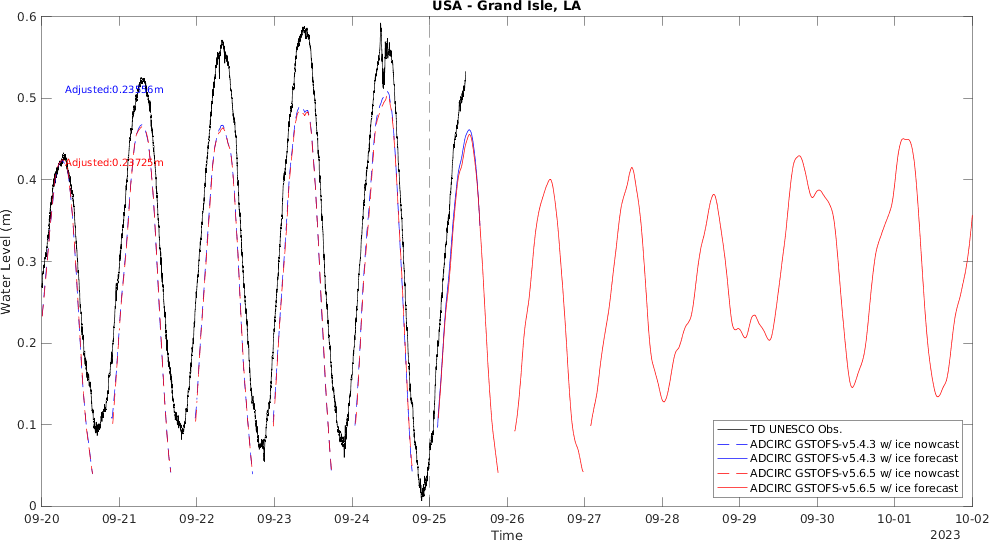 USA - Grand Isle, LA
0.6
0.5
0.4
0.3
0.2
0.1
0
Water Level (m)
Adjusted:0.23556m
Adjusted:0.23725m
TD UNESCO Obs.
ADCIRC GSTOFS-v5.4.3 w/ ice nowcast
ADCIRC GSTOFS-v5.4.3 w/ ice forecast
ADCIRC GSTOFS-v5.6.5 w/ ice nowcast
ADCIRC GSTOFS-v5.6.5 w/ ice forecast
09-20 09-21 09-22 09-23 09-24 09-25 09-26 09-27 09-28 09-29 09-30 10-01 10-02
Time
2023